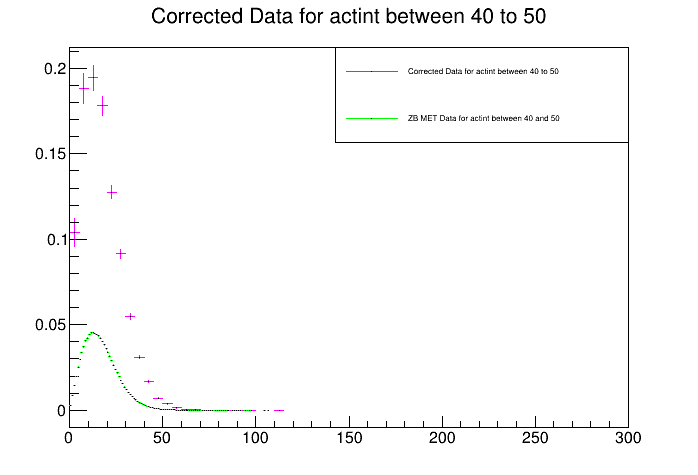 Corrected Data for actint between 40 to 50
Corrected Data for actint between 40 to 50
ZB MET Data for actint between 40 and 50
0.2
0.15
0.1
0.05
0
0 50 100 150 200 250 300